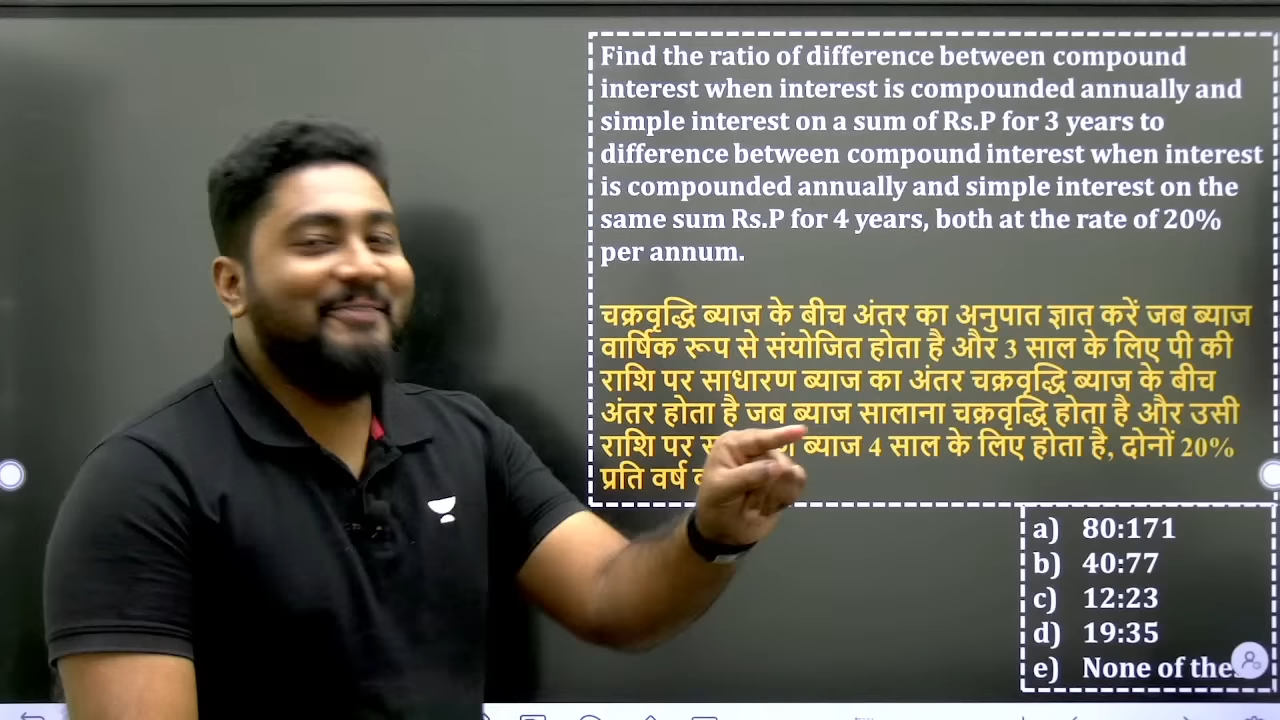 Find the ratio of difference between compound
interest when interest is compounded annually and
simple interest on a sum of Rs.P for 3 years to
difference between compound interest when interest
is compounded annually and simple interest on the
same sum Rs.P for 4 years, both at the rate of 20%
per annum.
चक्रवृद्धि ब्याज के बीच अंतर का अनुपात ज्ञात करें जब ब्याज
वार्षिक रूप से संयोजित होता है और 3 साल के लिए पी की
राशि पर साधारण ब्याज का अंतर चक्रवृद्धि ब्याज के बीच
अंतर होता है जब ब्याज सालाना चक्रवृद्धि होता है और उसी
राशि पर ब्याज 4 साल के लिए होता है, दोनों 20%
प्रति वर्ष
a) 80:171
b) 40:77
c) 12:23
d) 19:35
e) None of